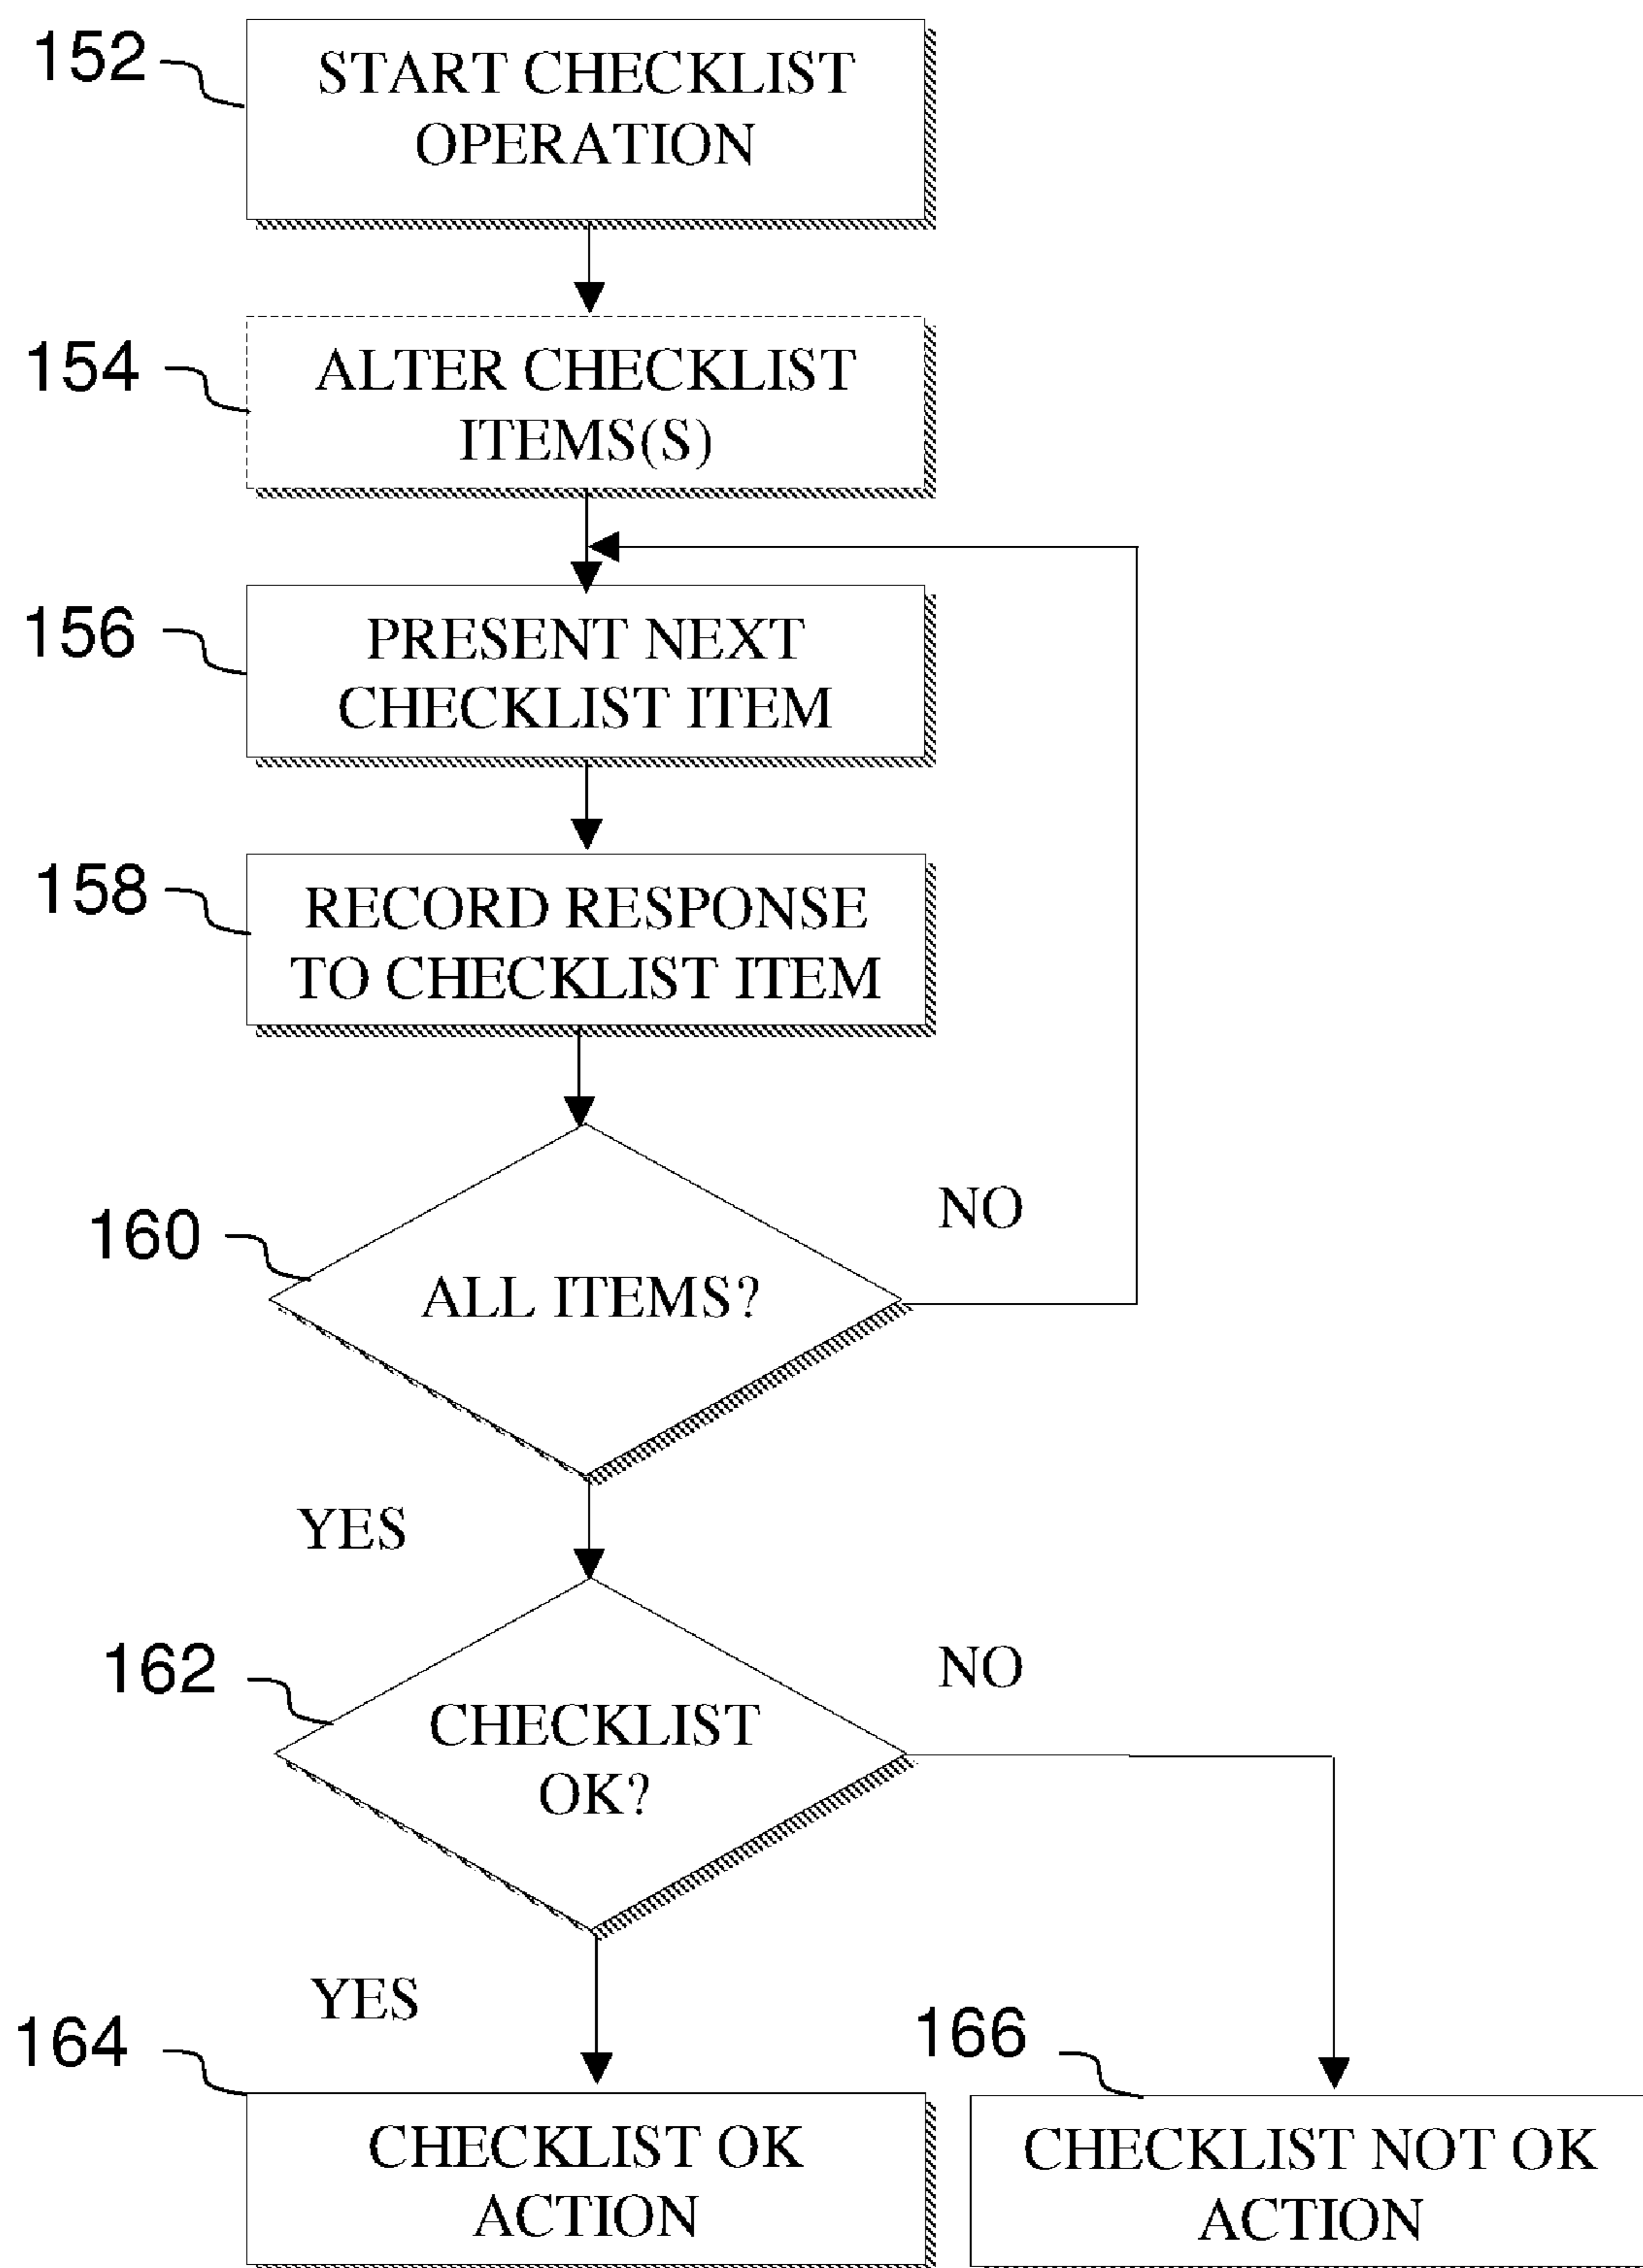 152
START CHECKLIST
OPERATION
154
ALTER CHECKLIST
ITEMS(S)
156
PRESENT NEXT
CHECKLIST ITEM
158
RECORD RESPONSE
TO CHECKLIST ITEM
160
ALL ITEMS?
NO
YES
162
CHECKLIST
OK?
NO
YES
164
CHECKLIST OK
ACTION
166
CHECKLIST NOT OK
ACTION